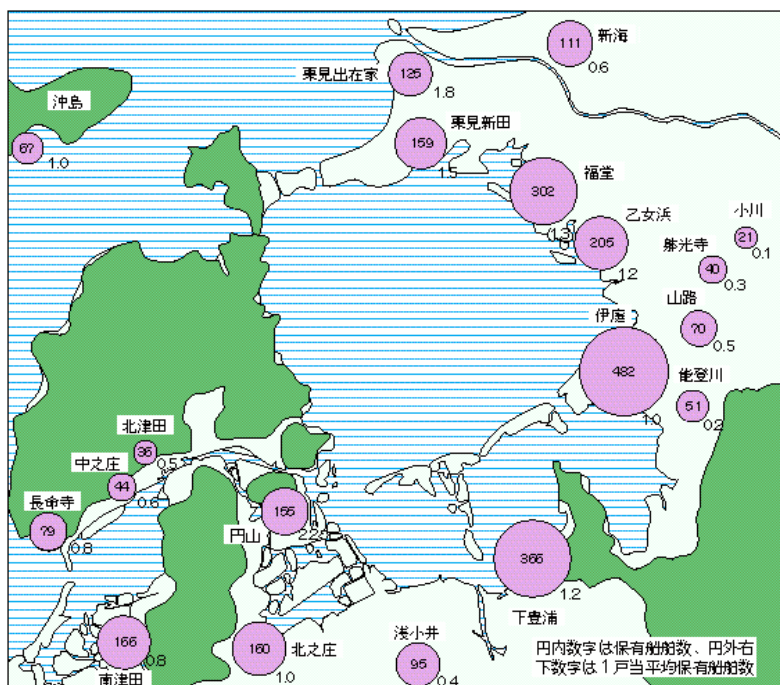 新海
111
0.6
栗見出在家
125
1.8
沖島
67
1.0
栗見新田
159
1.5
福堂
302
1.3
乙女浜
205
1.2
小川
21
0.1
躰光寺
40
0.3
山路
70
0.5
伊庭
482
1.0
能登川
51
0.2
北津田
36
0.5
中之庄
44
0.6
長命寺
79
0.8
円山
155
下豊浦
366
1.2
南津田
166
0.8
北之庄
160
1.0
浅小井
95
0.4
円内数字は保有船舶数、円外右
下数字は1戸当平均保有船舶数